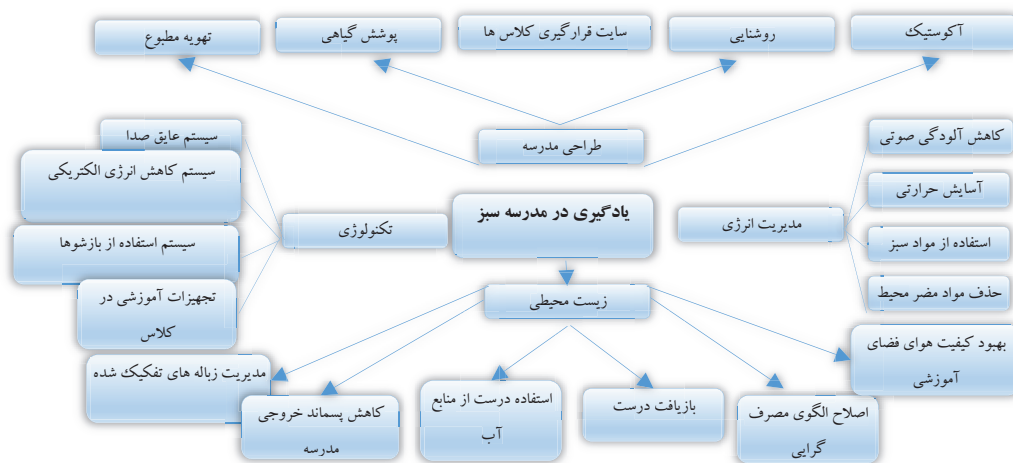 آکوستیک
روشنایی
سایت قرارگیری کلاس ها
پوشش گیاهی
تهویه مطبوع
طراحی مدرسه
کاهش آلودگی صوتی
آسایش حرارتی
استفاده از مواد سبز
حذف مواد مضر محیط
مدیریت انرژی
یادگیری در مدرسه سبز
تکنولوژی
سیستم عایق صدا
سیستم کاهش انرژی الکتریکی
سیستم استفاده از بازشوها
تجهیزات آموزشی در
کلاس
زیست محیطی
بهبود کیفیت هوای فضای
آموزشی
اصلاح الگوی مصرف
گرایی
بازیافت درست
استفاده درست از منابع
آب
کاهش پسماند خروجی
مدرسه
مدیریت زباله های تفکیک شده